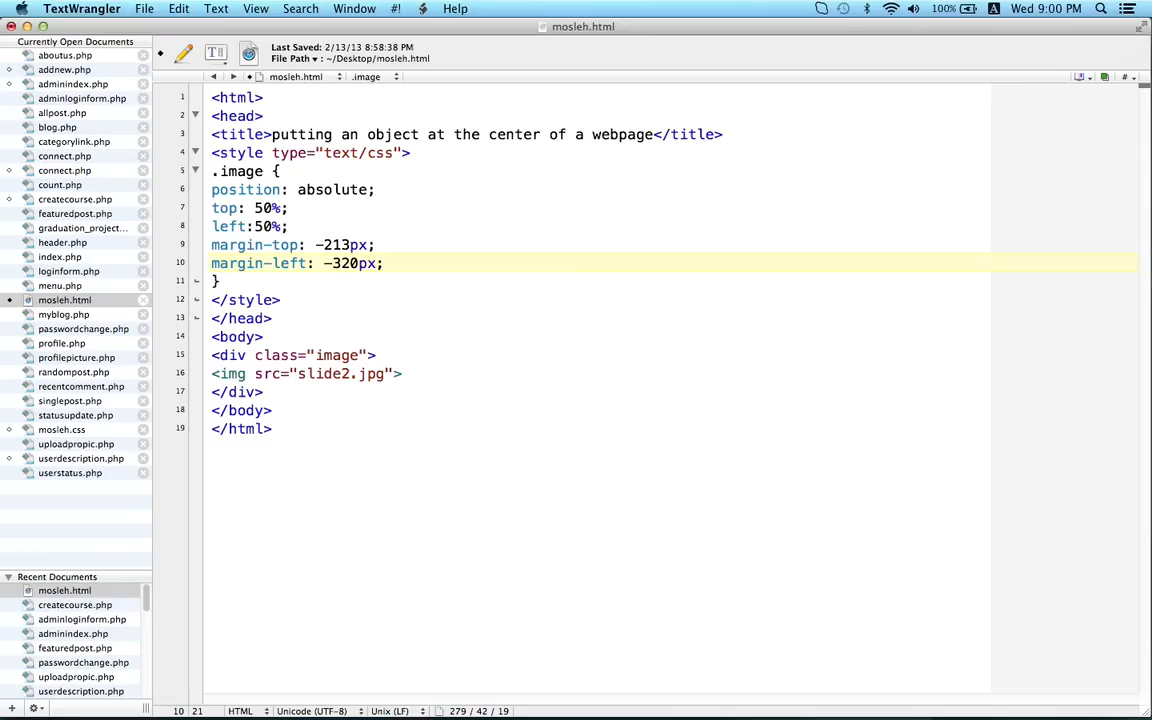 TextWrangler File Edit Text View Search Window #! Help 100% A Wed 9:00 PM
mosleh.html
Currently Open Documents
aboutus.php
addnew.php
adminindex.php
adminloginform.php
allpost.php
blog.php
categorylink.php
connect.php
connect.php
count.php
createcourse.php
featuredpost.php
graduation_project...
header.php
index.php
loginform.php
menu.php
mosleh.html
myblog.php
passwordchange.php
profile.php
profilepicture.php
randompost.php
recentcomment.php
singlepost.php
statusupdate.php
mosleh.css
uploadpropic.php
userdescription.php
userstatus.php
Recent Documents
mosleh.html
createcourse.php
adminloginform.php
adminindex.php
featuredpost.php
passwordchange.php
uploadpropic.php
userdescription.php
T
Last Saved: 2/13/13 8:58:38 PM
File Path : ~/Desktop/mosleh.html
mosleh.html .image #
1 <html>
2 <head>
3 <title>putting an object at the center of a webpage</title>
4 <style type="text/css">
5 .image {
6 position: absolute;
7 top: 50%;
8 left:50%;
9 margin-top: -213px;
10 margin-left: -320px;
11 }
12 </style>
13 </head>
14 <body>
15 <div class="image">
16 <img src="slide2.jpg">
17 </div>
18 </body>
19 </html>
10 21 HTML Unicode (UTF-8) Unix (LF) 279 / 42 / 19